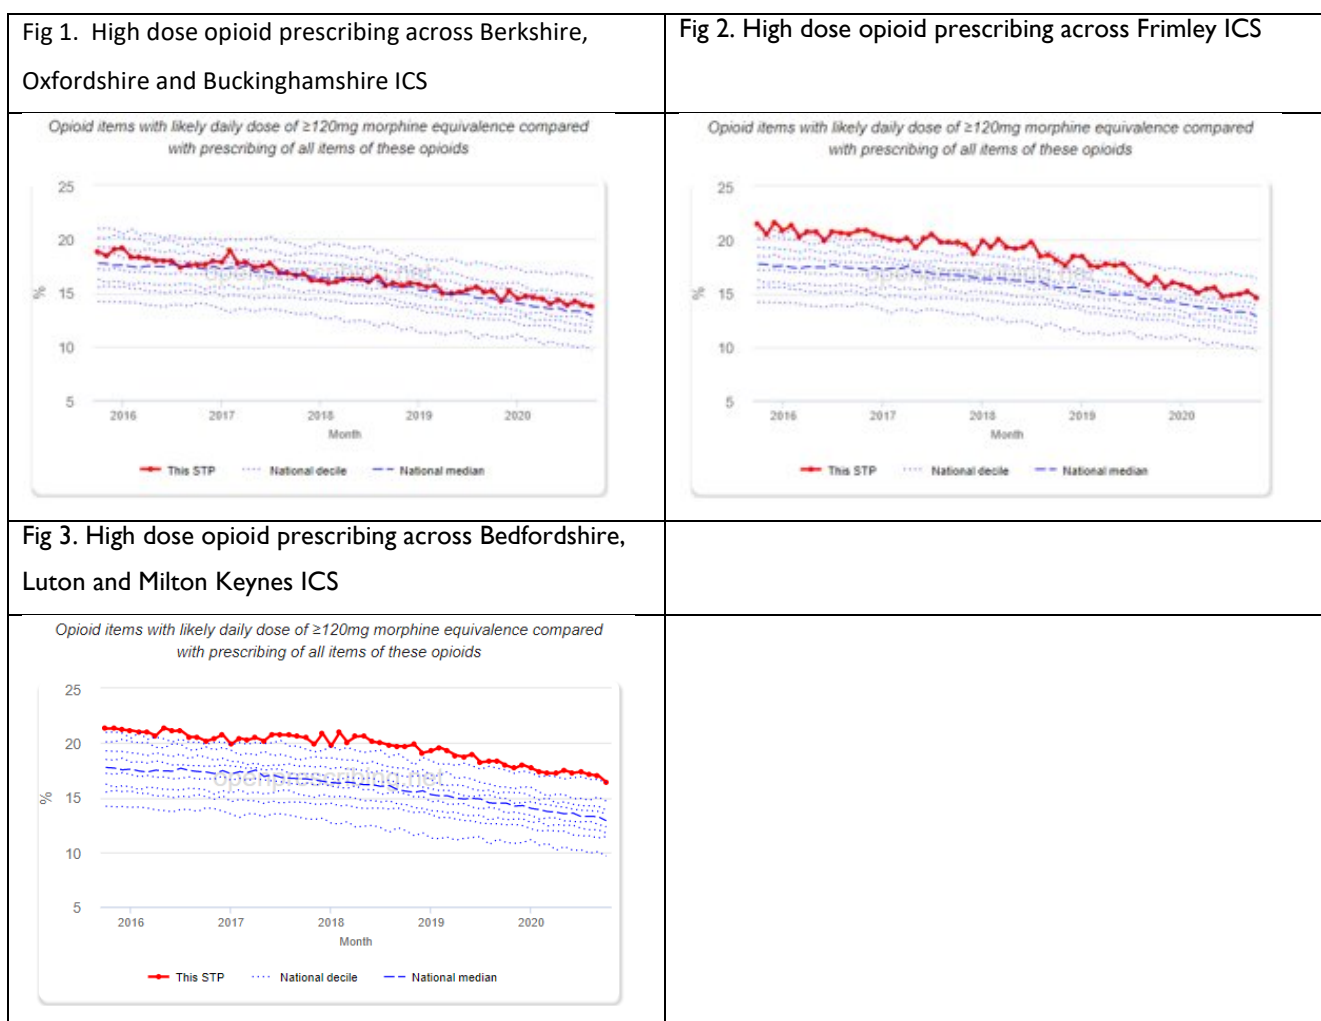 Fig 1. High dose opioid prescribing across Berkshire,
Oxfordshire and Buckinghamshire ICS
Fig 2. High dose opioid prescribing across Frimley ICS
Opioid items with likely daily dose of ≥120mg morphine equivalence compared
with prescribing of all items of these opioids
25
20
15
10
5
%
openprescribing.net
2016 2017 2018 2019 2020
Month
This STP National decile National median
Opioid items with likely daily dose of ≥120mg morphine equivalence compared
with prescribing of all items of these opioids
25
20
15
10
5
%
openprescribing.net
2016 2017 2018 2019 2020
Month
This STP National decile National median
Fig 3. High dose opioid prescribing across Bedfordshire,
Luton and Milton Keynes ICS
Opioid items with likely daily dose of ≥120mg morphine equivalence compared
with prescribing of all items of these opioids
25
20
15
10
5
%
openprescribing.net
2016 2017 2018 2019 2020
Month
This STP National decile National median